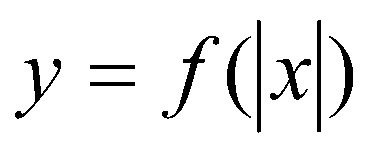 y = f(|x|)